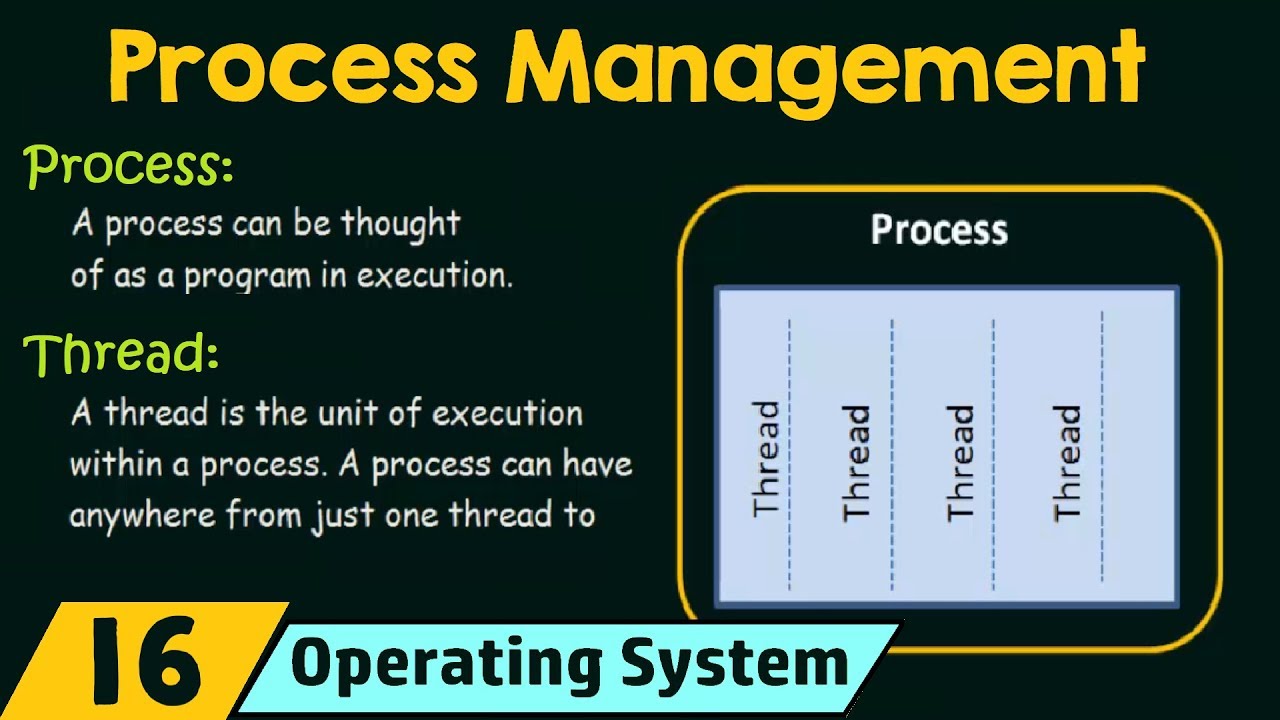 Process Management
Process:
A process can be thought
of as a program in execution.
Thread:
A thread is the unit of execution
within a process. A process can have
anywhere from just one thread to
Process
Thread
Thread
Thread
Thread
16
Operating System